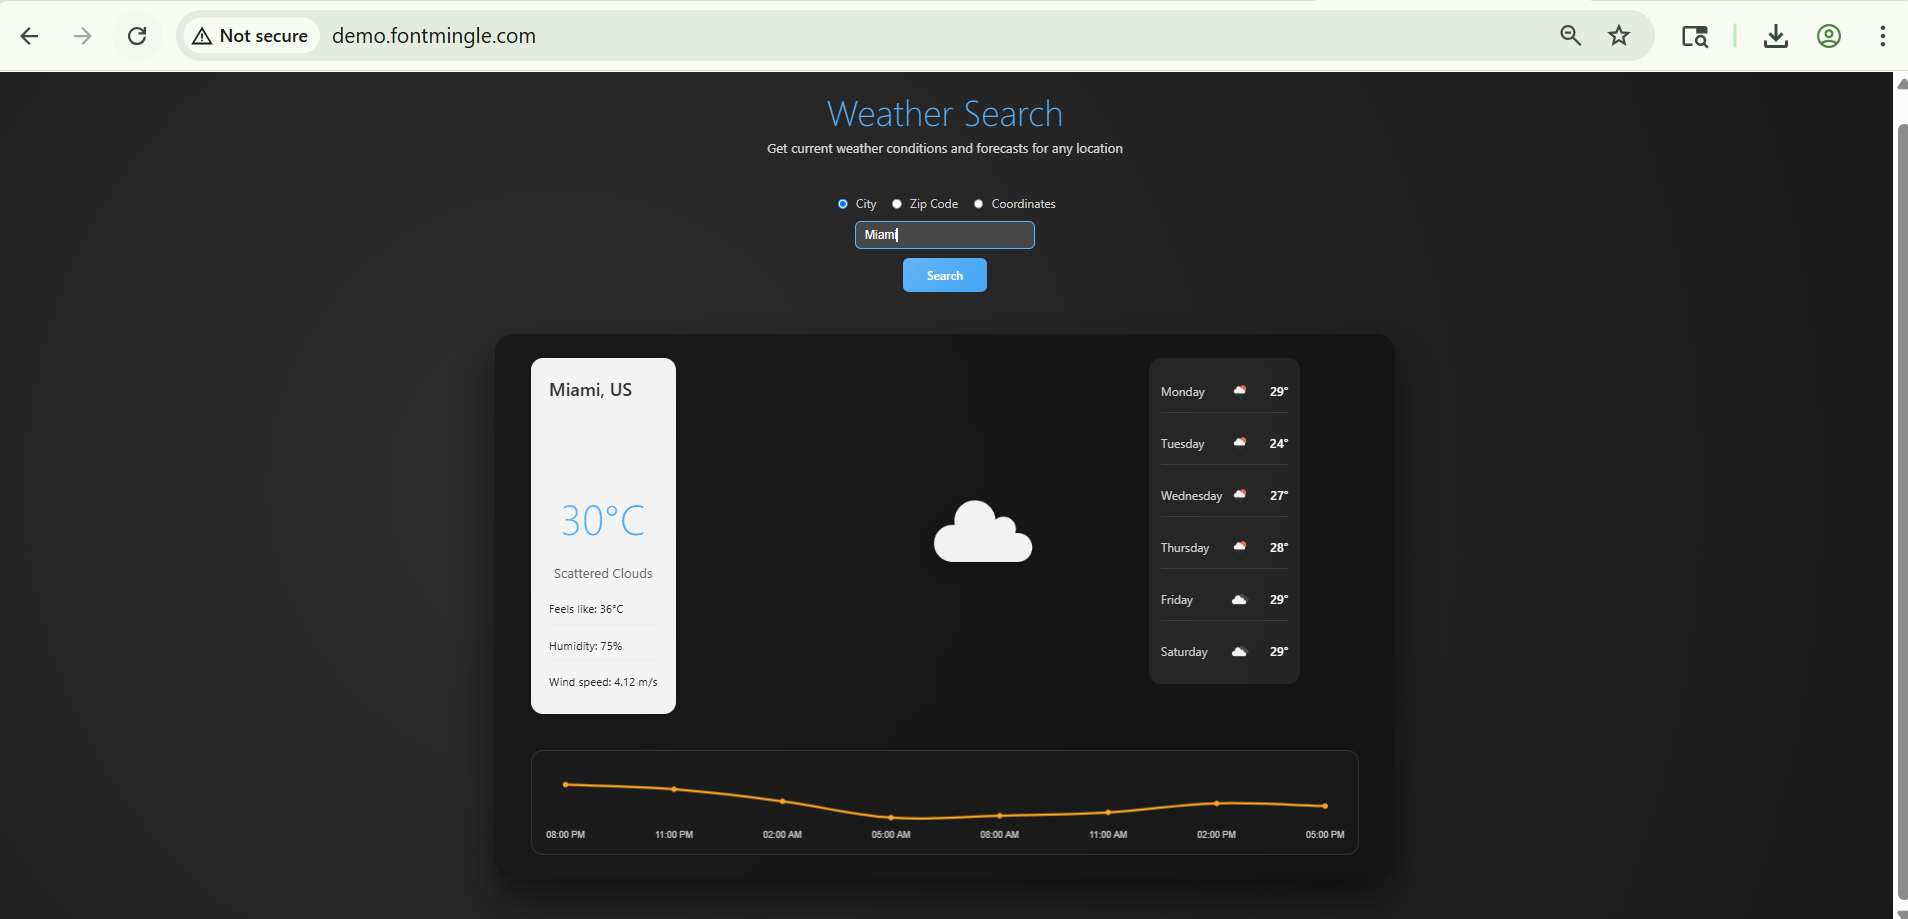 Not secure demo.fontmingle.com
Weather Search
Get current weather conditions and forecasts for any location
City Zip Code Coordinates
Miami
Search
Miami, US
30°C
Scattered Clouds
Feels like: 36°C
Humidity: 75%
Wind speed: 4.12 m/s
Monday 29°
Tuesday 24°
Wednesday 27°
Thursday 28°
Friday 29°
Saturday 29°
08:00 PM 11:00 PM 02:00 AM 05:00 AM 08:00 AM 11:00 AM 02:00 PM 05:00 PM